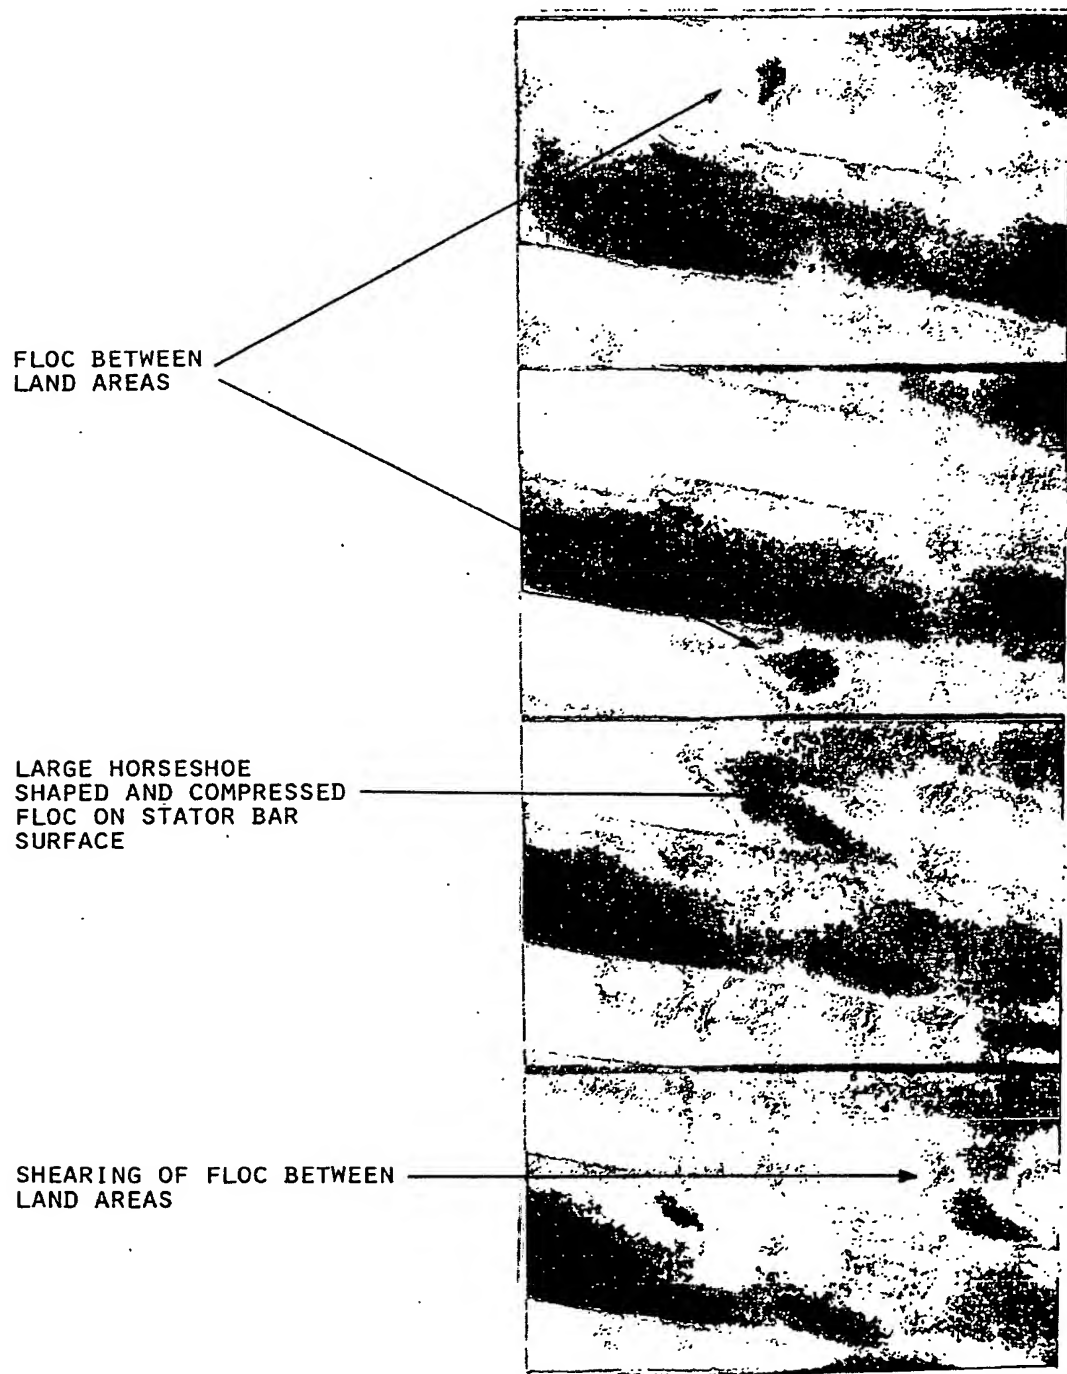 FLOC BETWEEN
LAND AREAS
LARGE HORSESHOE
SHAPED AND COMPRESSED
FLOC ON STATOR BAR
SURFACE
SHEARING OF FLOC BETWEEN
LAND AREAS